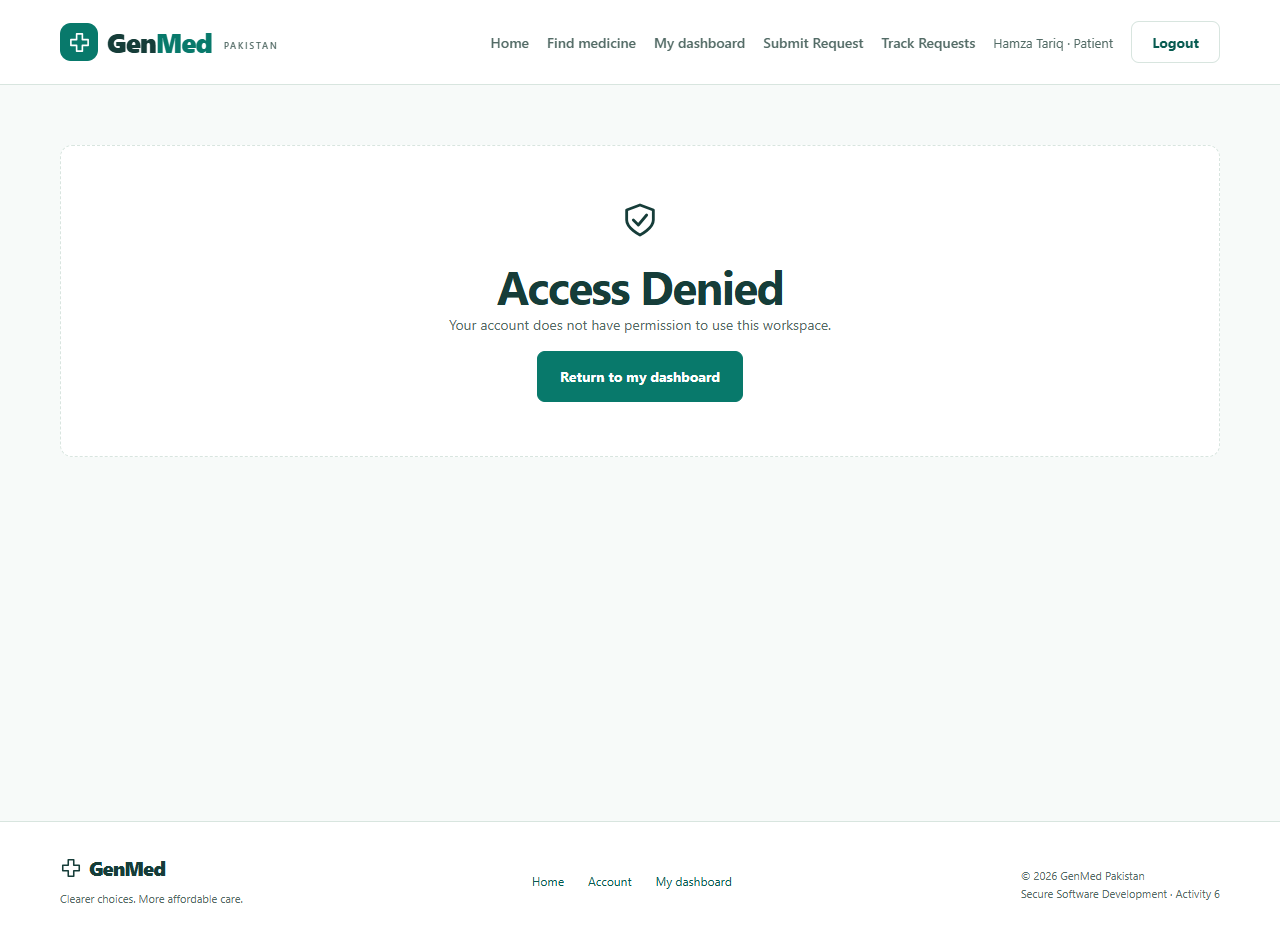 GenMed PAKISTAN
Home Find medicine My dashboard Submit Request Track Requests Hamza Tariq · Patient Logout
Access Denied
Your account does not have permission to use this workspace.
Return to my dashboard
GenMed
Clearer choices. More affordable care.
Home Account My dashboard
© 2026 GenMed Pakistan
Secure Software Development · Activity 6